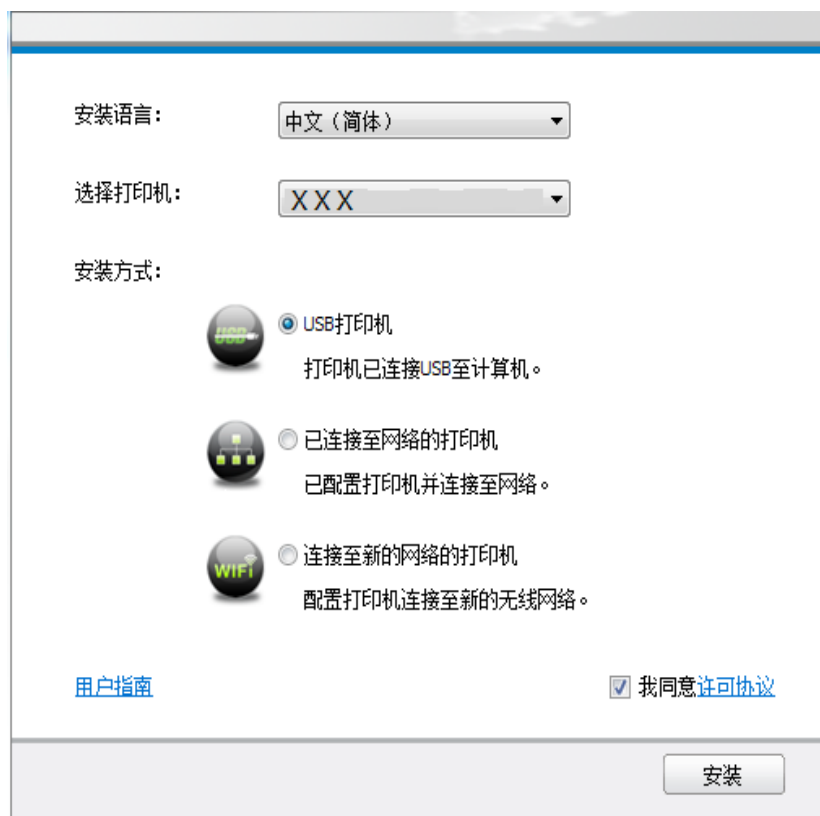 安装语言：
中文（简体）
选择打印机：
XXX
安装方式：
USB
USB打印机
打印机已连接USB至计算机。
已连接至网络的打印机
已配置打印机并连接至网络。
WIFI
连接至新的网络的打印机
配置打印机连接至新的无线网络。
用户指南
我同意许可协议
安装